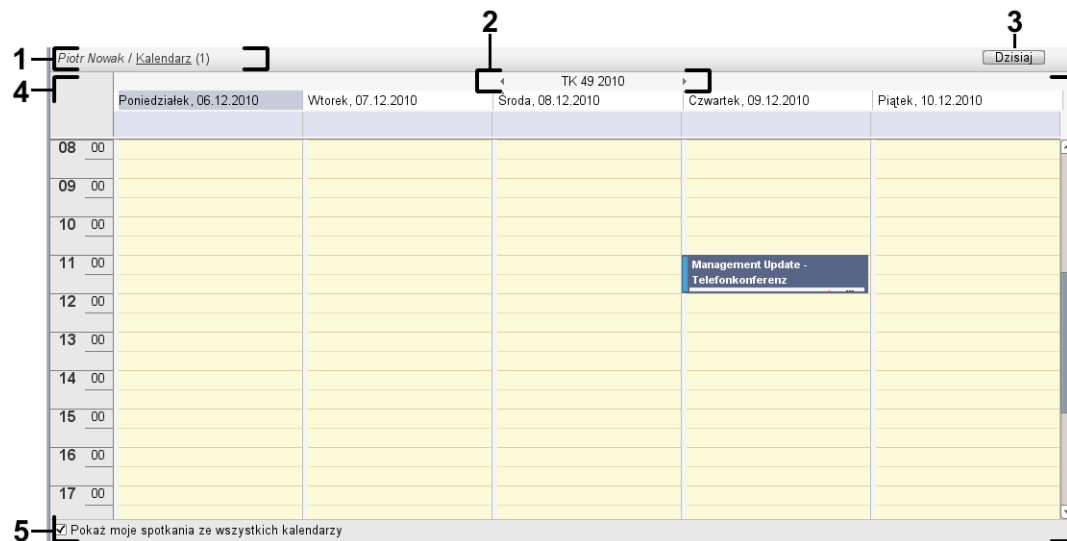 2
3
1
Piotr Nowak / Kalendarz (1)
Dzisiaj
4
TK 49 2010
Poniedziałek, 06.12.2010 Wtorek, 07.12.2010 Środa, 08.12.2010 Czwartek, 09.12.2010 Piątek, 10.12.2010
08 00
09 00
10 00
11 00
Management Update -
Telefonkonferenz
12 00
13 00
14 00
15 00
16 00
17 00
5
Pokaż moje spotkania ze wszystkich kalendarzy